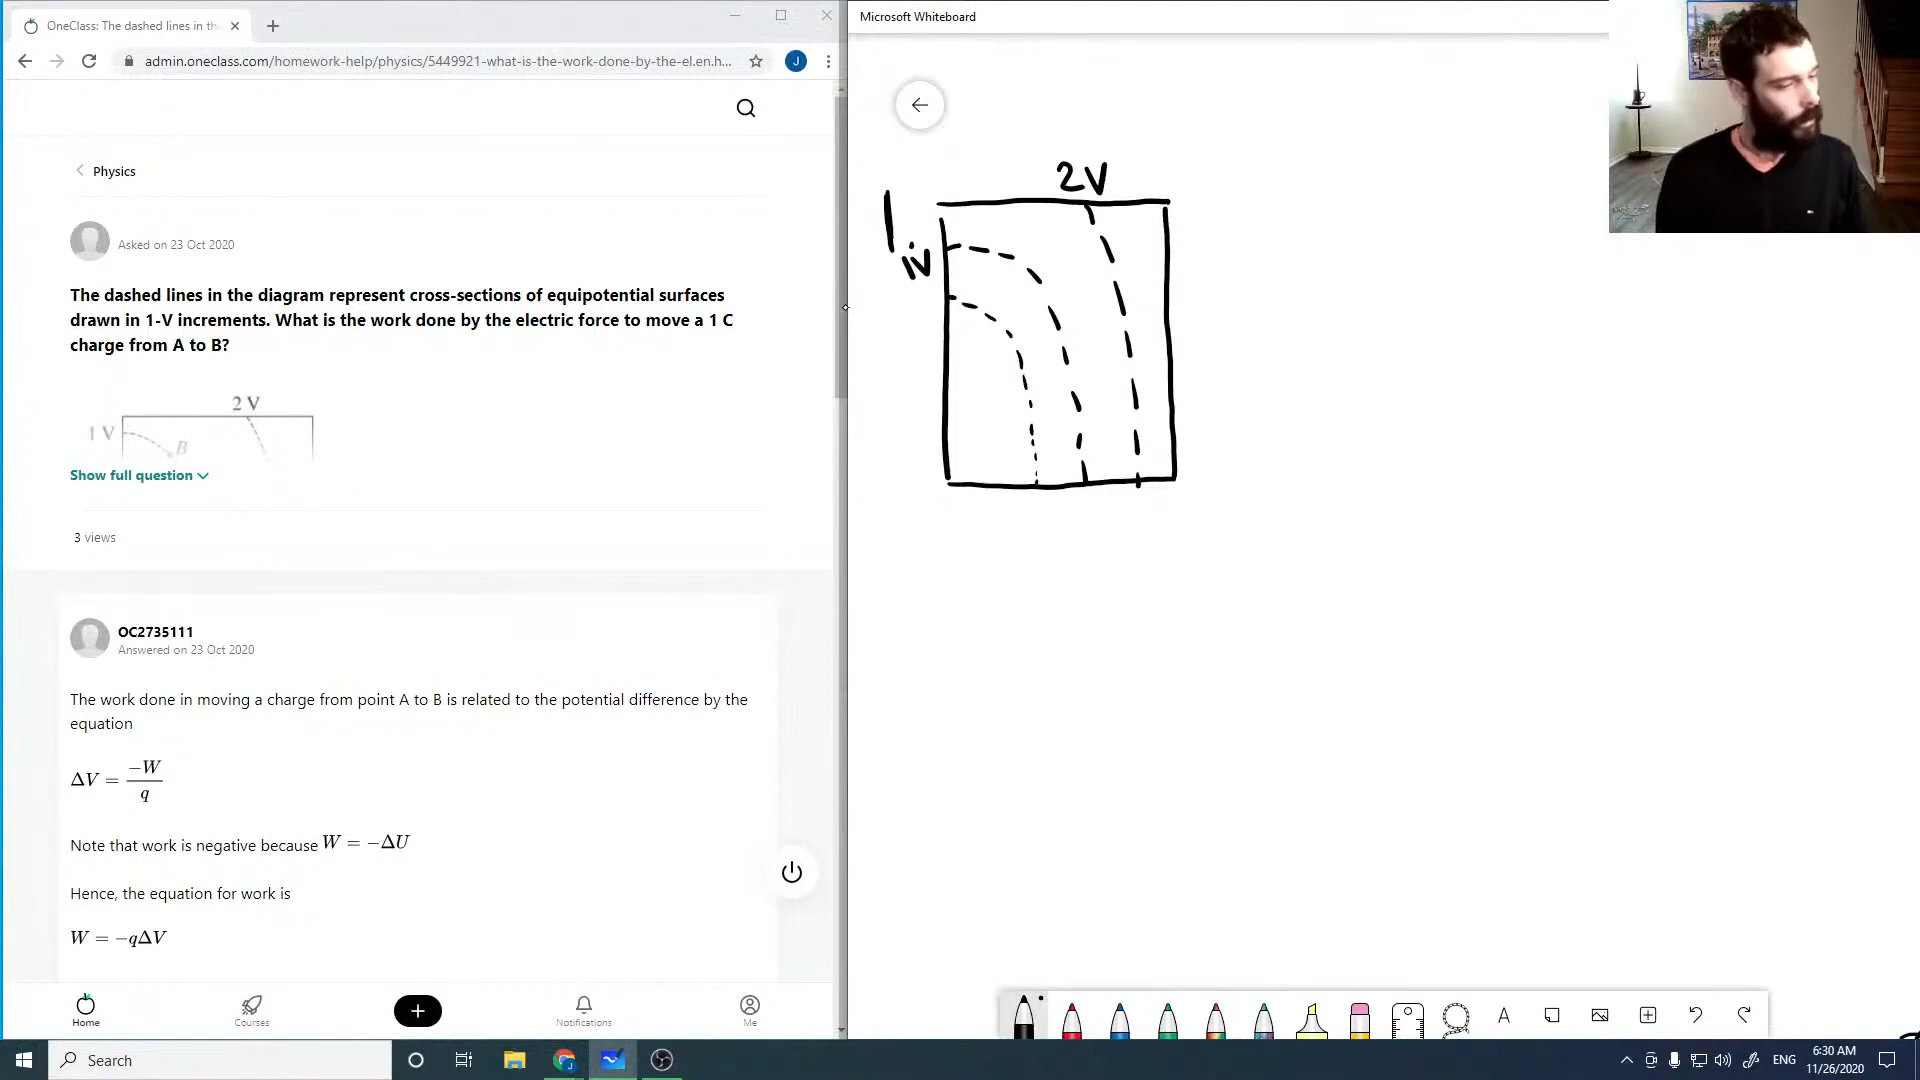 OneClass: The dashed lines in th
admin.oneclass.com/homework-help/physics/5449921-what-is-the-work-done-by-the-el.en.h...
J
Physics
Asked on 23 Oct 2020
The dashed lines in the diagram represent cross-sections of equipotential surfaces
drawn in 1-V increments. What is the work done by the electric force to move a 1 C
charge from A to B?
2 V
1 V
B
Show full question
3 views
OC2735111
Answered on 23 Oct 2020
The work done in moving a charge from point A to B is related to the potential difference by the
equation
ΔV = −W/q
Note that work is negative because W = −ΔU
Hence, the equation for work is
W = −qΔV
Home
Courses
Notifications
Me
Microsoft Whiteboard
2V
iv
A
Search
ENG
6:30 AM
11/26/2020